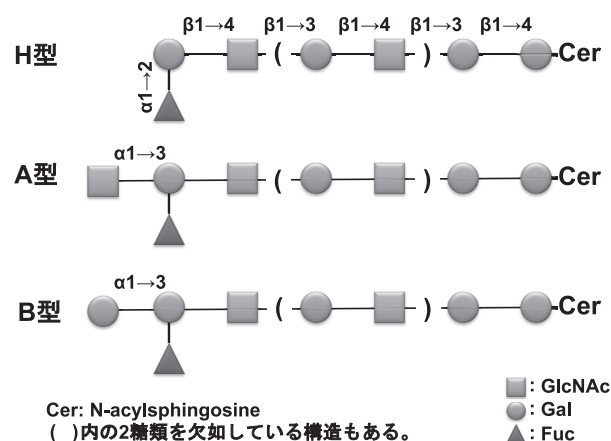 β1→4 β1→3 β1→4 β1→3 β1→4
H型 ( ) Cer
α1→2
α1→3
A型 ( ) Cer
α1→3
B型 ( ) Cer
Cer: N-acylsphingosine
( )内の2糖類を欠如している構造もある。
: GlcNAc
: Gal
: Fuc